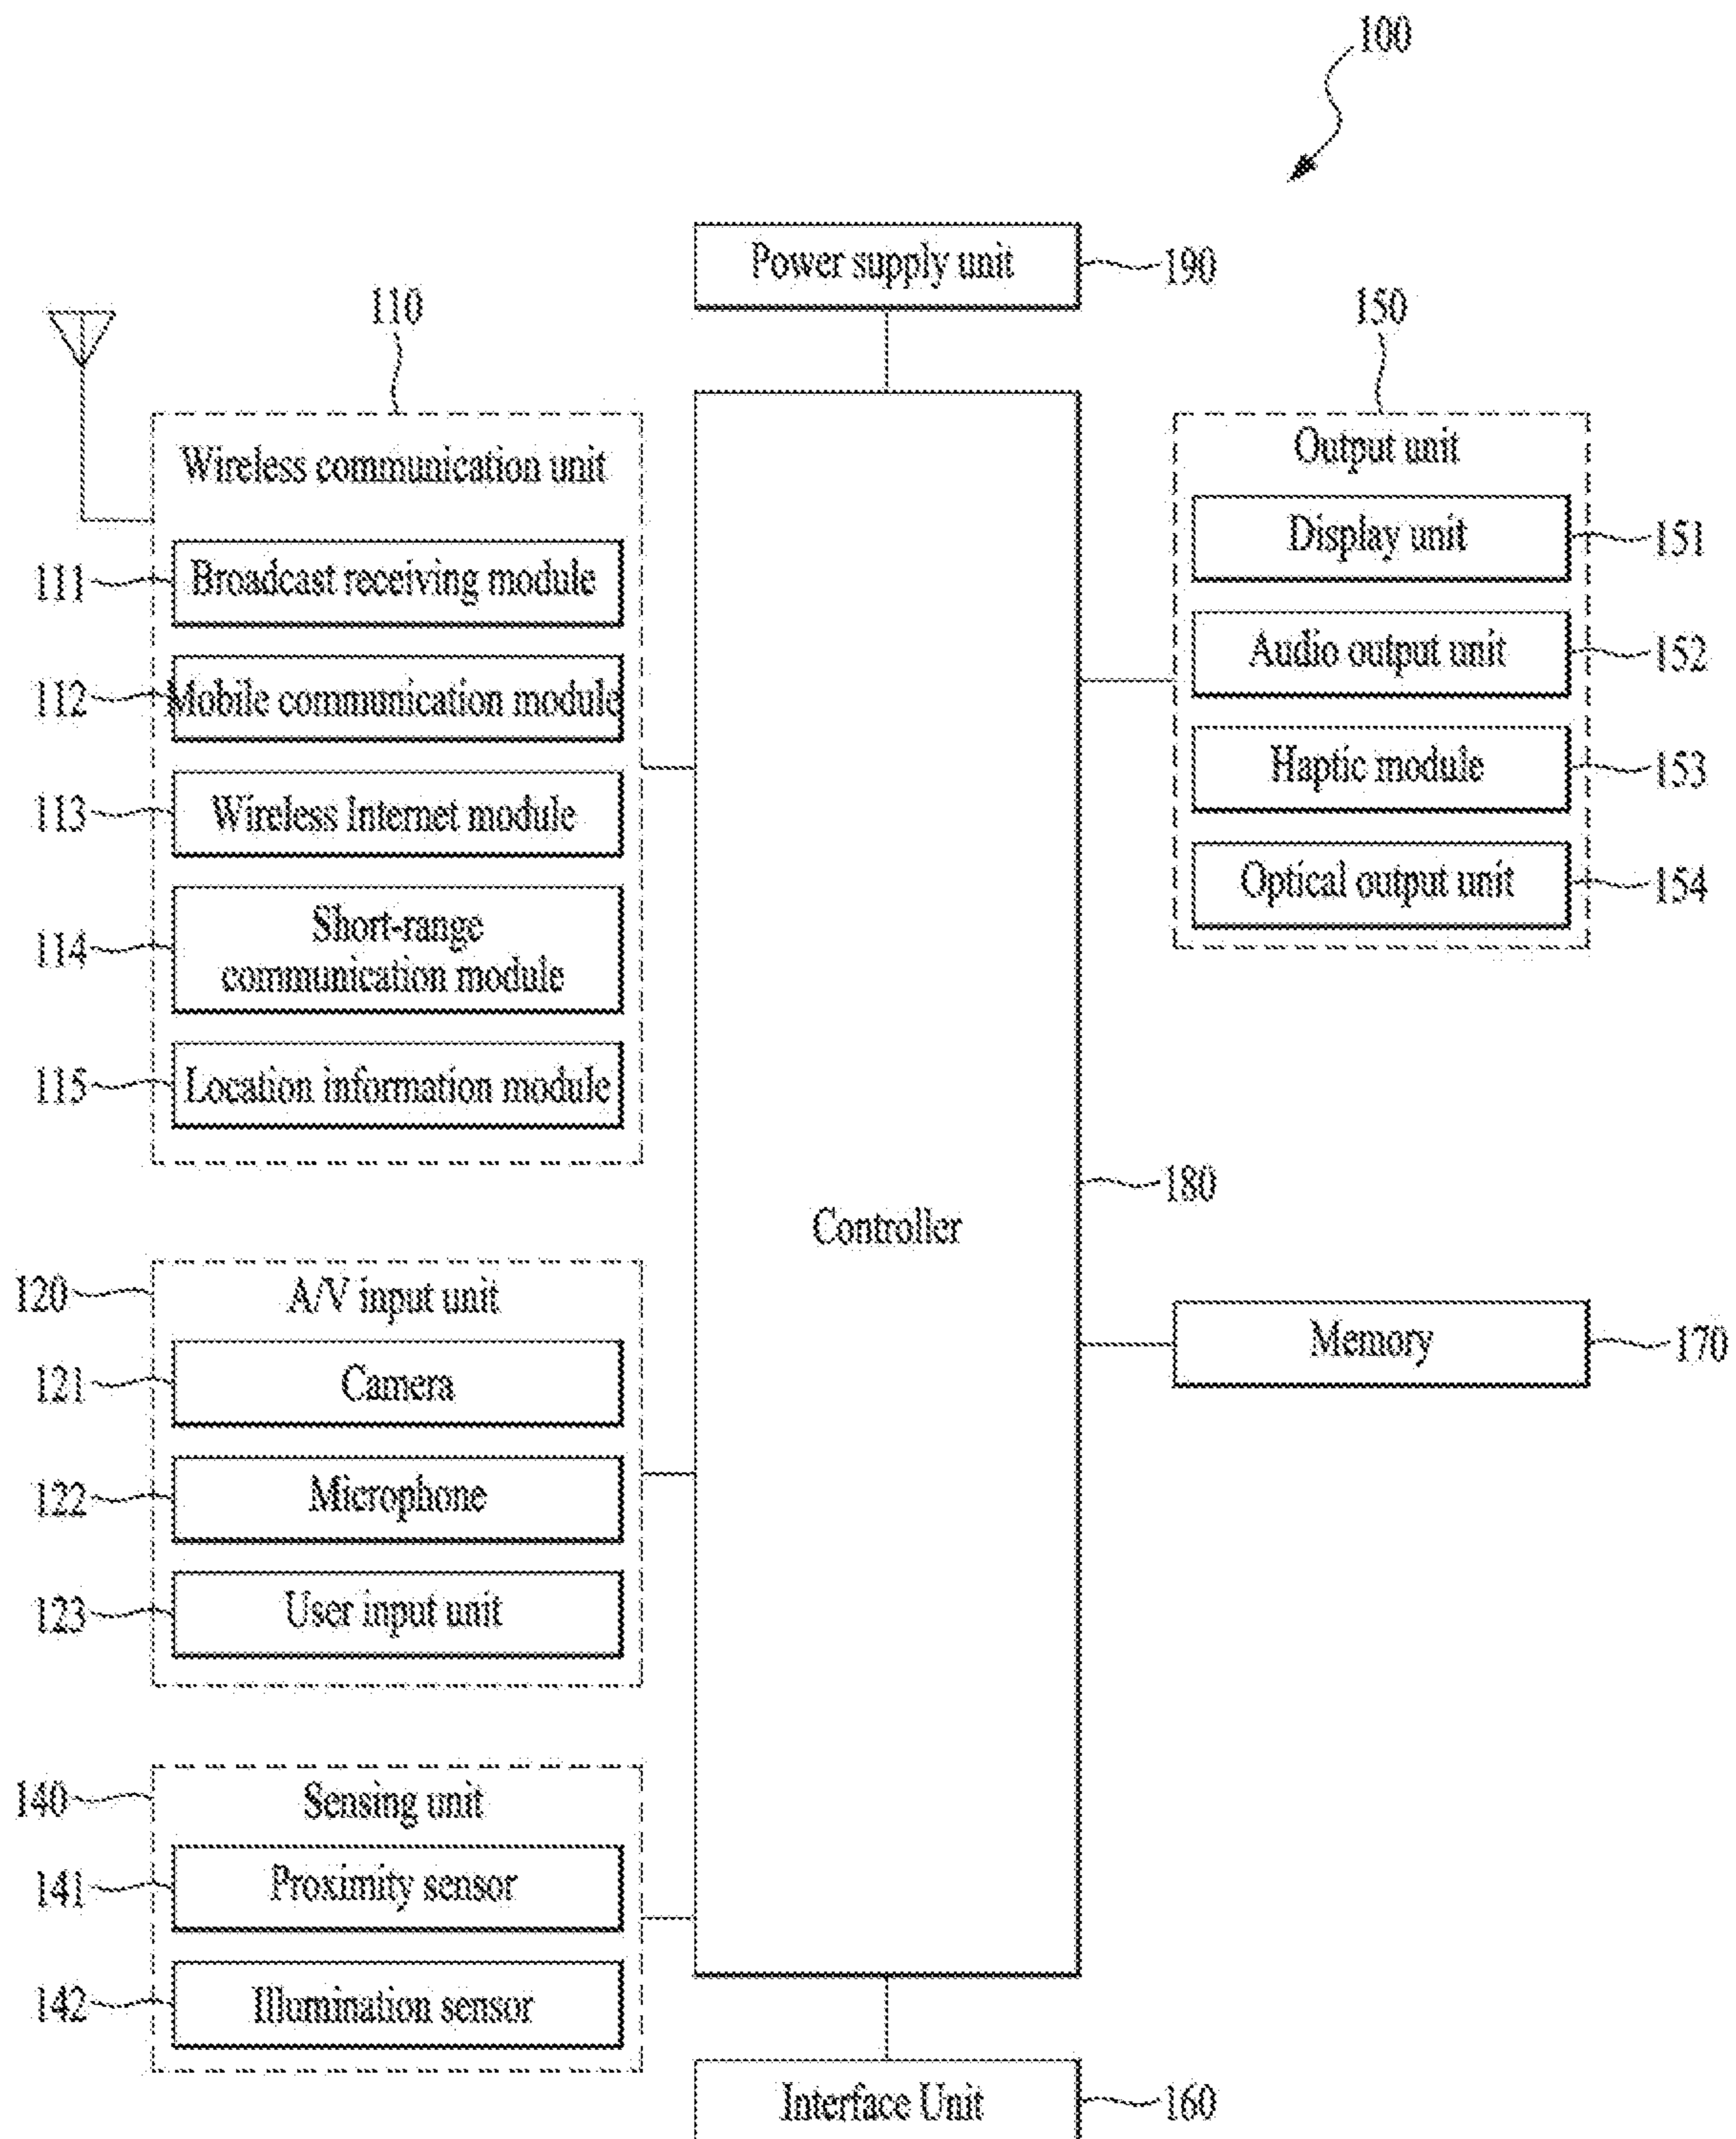 100
Power supply unit
190
110
150
Wireless communication unit
Output unit
111
Broadcast receiving module
Display unit
151
112
Mobile communication module
Audio output unit
152
113
Wireless Internet module
Haptic module
153
114
Short-range
communication module
Optical output unit
154
115
Location information module
Controller
180
120
A/V input unit
121
Camera
Memory
170
122
Microphone
123
User input unit
140
Sensing unit
141
Proximity sensor
142
Illumination sensor
Interface Unit
160